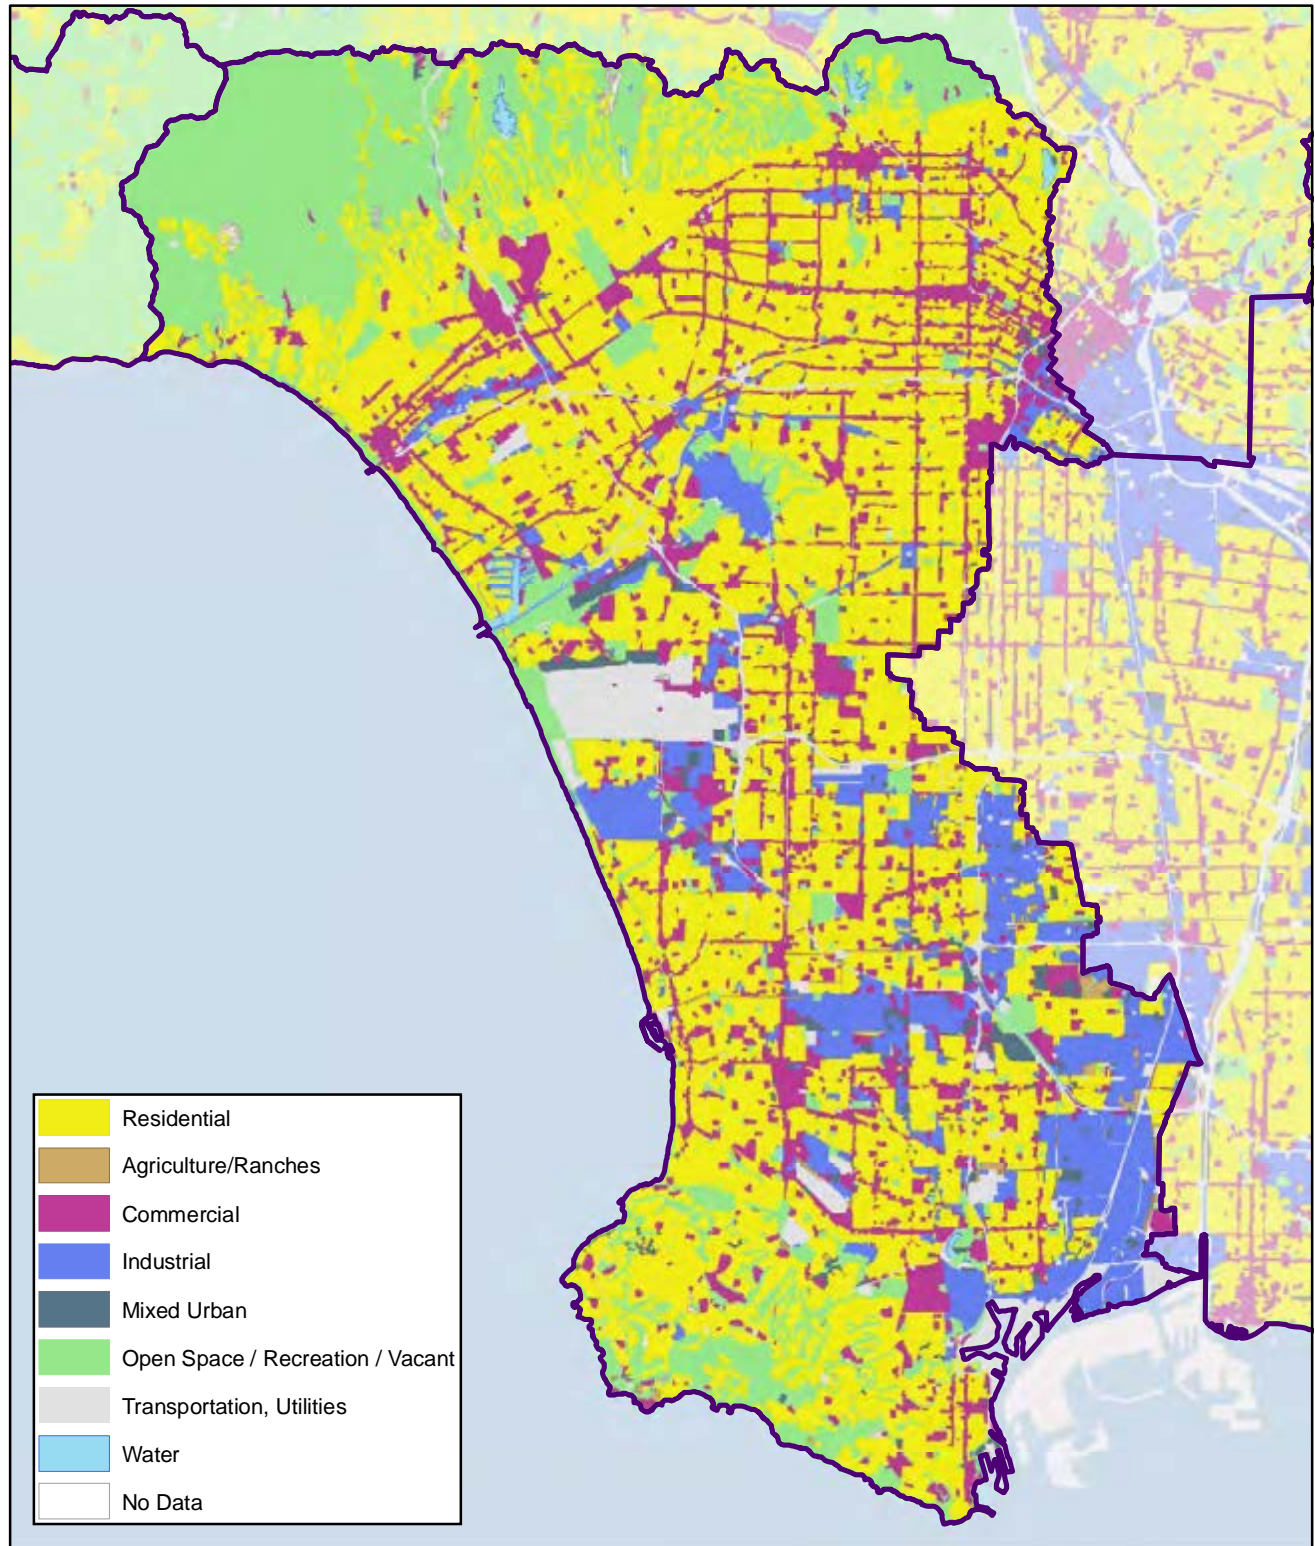 Residential
Agriculture/Ranches
Commercial
Industrial
Mixed Urban
Open Space / Recreation / Vacant
Transportation, Utilities
Water
No Data